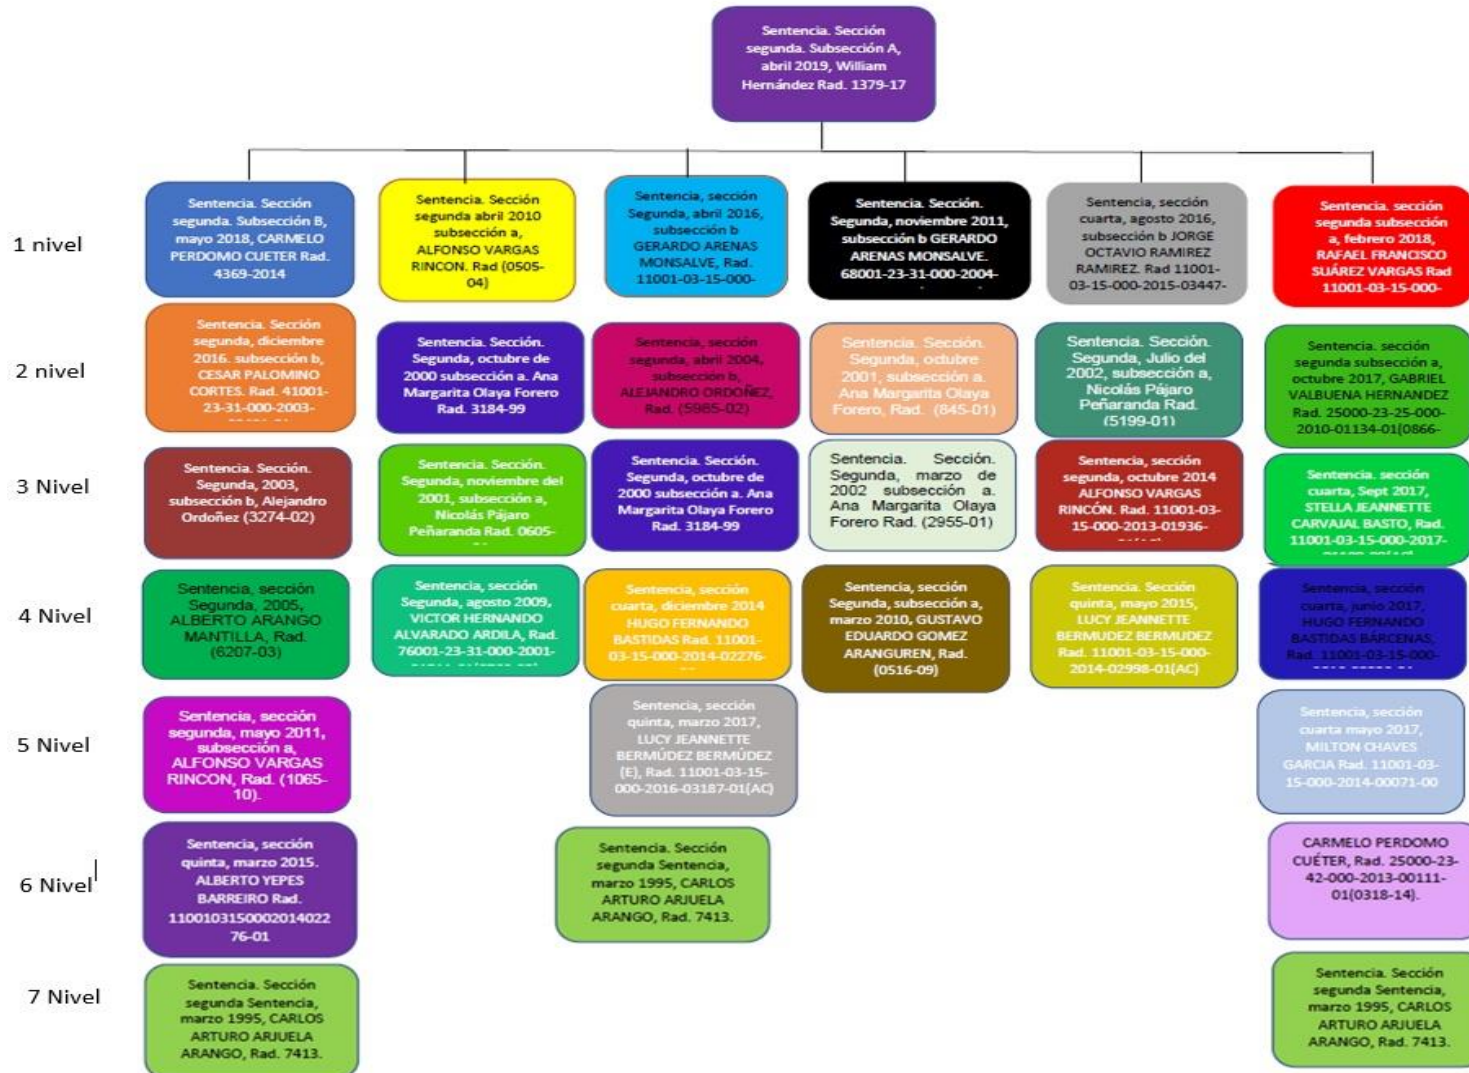 Sentencia. Sección
segunda. Subsección A,
abril 2019, William
Hernández Rad. 1379-17
1 nivel
Sentencia. Sección
segunda. Subsección B,
mayo 2018, CARMELO
PERDOMO CUETER Rad.
4369-2014
Sentencia. Sección
segunda abril 2010
subsección a,
ALFONSO VARGAS
RINCON. Rad (0505-
04)
Sentencia, sección
Segunda, abril 2016,
subsección b
GERARDO ARENAS
MONSALVE, Rad.
11001-03-15-000-
Sentencia. Sección.
Segunda, noviembre 2011,
subsección b GERARDO
ARENAS MONSALVE.
68001-23-31-000-2004-
Sentencia, sección
cuarta, agosto 2016,
subsección b JORGE
OCTAVIO RAMIREZ
RAMIREZ. Rad 11001-
03-15-000-2015-03447-
Sentencia. sección
segunda subsección
a, febrero 2018,
RAFAEL FRANCISCO
SUÁREZ VARGAS Rad
11001-03-15-000-
2 nivel
Sentencia. Sección
segunda, diciembre
2016. subsección b,
CESAR PALOMINO
CORTES. Rad. 41001-
23-31-000-2003-
Sentencia. Sección.
Segunda, octubre de
2000 subsección a. Ana
Margarita Olaya Forero
Rad. 3184-99
Sentencia, sección
segunda, abril 2004,
subsección b,
ALEJANDRO ORDOÑEZ,
Rad. (5985-02)
Sentencia. Sección.
Segunda, octubre
2001, subsección a.
Ana Margarita Olaya
Forero, Rad. (845-01)
Sentencia. Sección.
Segunda, Julio del
2002, subsección a,
Nicolás Pájaro
Peñaranda Rad.
(5199-01)
Sentencia. sección
segunda subsección a,
octubre 2017, GABRIEL
VALBUENA HERNANDEZ
Rad. 25000-23-25-000-
2010-01134-01(0866-
3 Nivel
Sentencia. Sección.
Segunda, 2003,
subsección b, Alejandro
Ordoñez (3274-02)
Sentencia. Sección.
Segunda, noviembre del
2001, subsección a,
Nicolás Pájaro
Peñaranda Rad. 0605-
Sentencia. Sección.
Segunda, octubre de
2000 subsección a. Ana
Margarita Olaya Forero
Rad. 3184-99
Sentencia. Sección.
Segunda, marzo de
2002 subsección a.
Ana Margarita Olaya
Forero Rad. (2955-01)
Sentencia, sección
segunda, octubre 2014
ALFONSO VARGAS
RINCÓN. Rad. 11001-03-
15-000-2013-01936-
Sentencia. sección
cuarta, Sept 2017,
STELLA JEANNETTE
CARVAJAL BASTO, Rad.
11001-03-15-000-2017-
4 Nivel
Sentencia, sección
Segunda, 2005,
ALBERTO ARANGO
MANTILLA, Rad.
(6207-03)
Sentencia, sección
Segunda, agosto 2009,
VICTOR HERNANDO
ALVARADO ARDILA, Rad.
76001-23-31-000-2001-
Sentencia, sección
cuarta, diciembre 2014
HUGO FERNANDO
BASTIDAS Rad. 11001-
03-15-000-2014-02276-
Sentencia, sección
Segunda, subsección a,
marzo 2010, GUSTAVO
EDUARDO GOMEZ
ARANGUREN, Rad.
(0516-09)
Sentencia. Sección
quinta, mayo 2015,
LUCY JEANNETTE
BERMUDEZ BERMUDEZ
Rad. 11001-03-15-000-
2014-02998-01(AC)
Sentencia, sección
cuarta, junio 2017,
HUGO FERNANDO
BASTIDAS BÁRCENAS,
Rad. 11001-03-15-000-
5 Nivel
Sentencia, sección
segunda, mayo 2011,
subsección a,
ALFONSO VARGAS
RINCON, Rad. (1065-
10).
Sentencia, sección
quinta, marzo 2017,
LUCY JEANNETTE
BERMÚDEZ BERMÚDEZ
(E), Rad. 11001-03-15-
000-2016-03187-01(AC)
Sentencia, sección
cuarta mayo 2017,
MILTON CHAVES
GARCIA Rad. 11001-03-
15-000-2014-00071-00
6 Nivel
Sentencia, sección
quinta, marzo 2015.
ALBERTO YEPES
BARREIRO Rad.
1100103150002014022
76-01
Sentencia. Sección
segunda Sentencia,
marzo 1995, CARLOS
ARTURO ARJUELA
ARANGO, Rad. 7413.
CARMELO PERDOMO
CUÉTER, Rad. 25000-23-
42-000-2013-00111-
01(0318-14).
7 Nivel
Sentencia. Sección
segunda Sentencia,
marzo 1995, CARLOS
ARTURO ARJUELA
ARANGO, Rad. 7413.
Sentencia. Sección
segunda Sentencia,
marzo 1995, CARLOS
ARTURO ARJUELA
ARANGO, Rad. 7413.